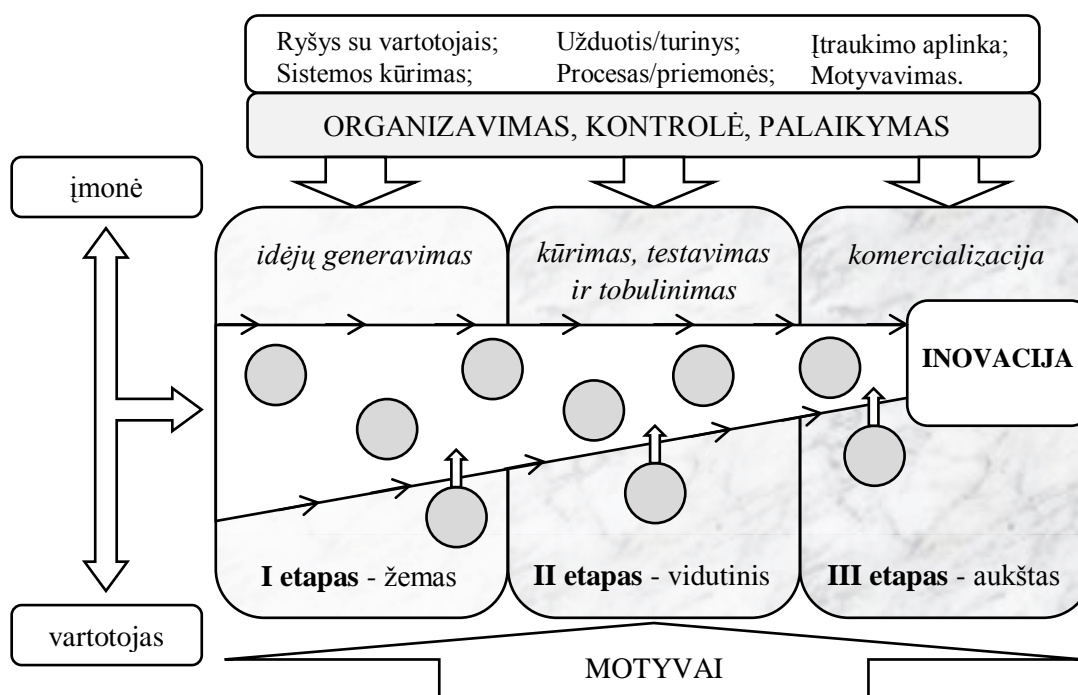 Ryšys su vartotojais; Užduotis/turinys; Įtraukimo aplinka;
Sistemos kūrimas; Procesas/priemonės; Motyvavimas.
ORGANIZAVIMAS, KONTROLĖ, PALAIKYMAS
įmonė
idėjų generavimas
kūrimas, testavimas
ir tobulinimas
komercializacija
INOVACIJA
I etapas - žemas
II etapas - vidutinis
III etapas - aukštas
vartotojas
MOTYVAI